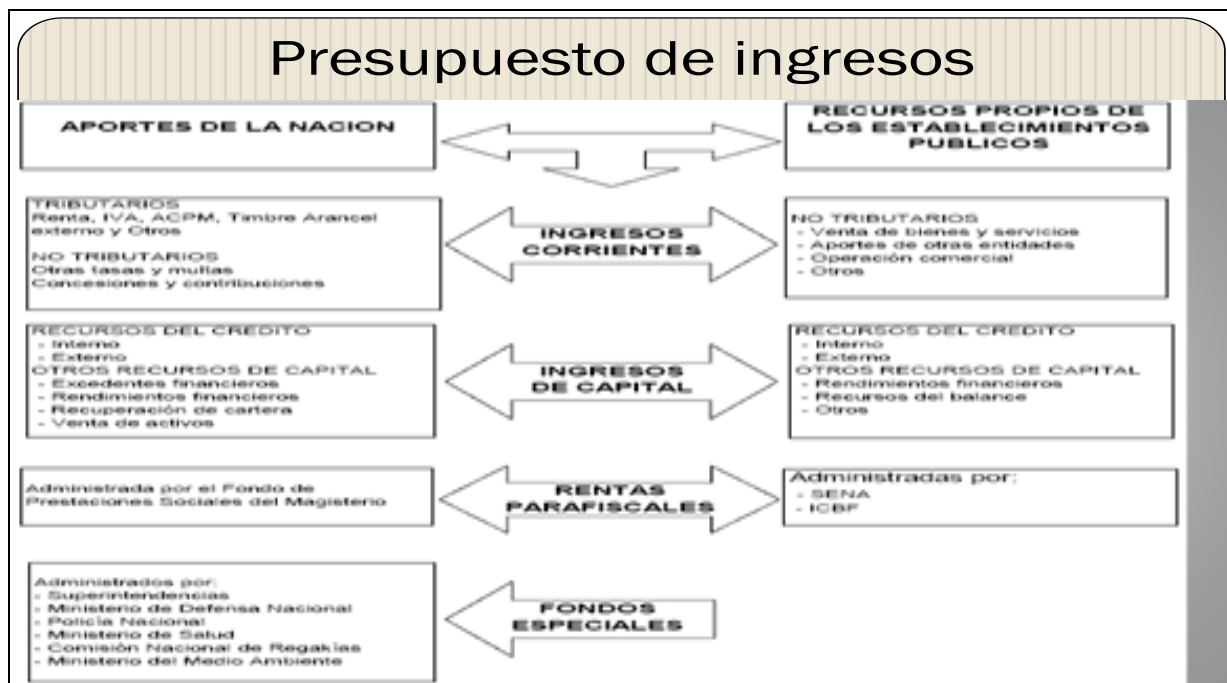 Presupuesto de ingresos
APORTES DE LA NACION
RECURSOS PROPIOS DE
LOS ESTABLECIMIENTOS
PUBLICOS
TRIBUTARIOS
Renta, IVA, ACPM, Timbre Arancel
externo y Otros
NO TRIBUTARIOS
Otras tasas y multas
Concesiones y contribuciones
INGRESOS
CORRIENTES
NO TRIBUTARIOS
- Venta de bienes y servicios
- Aportes de otras entidades
- Operación comercial
- Otros
RECURSOS DEL CREDITO
- Interno
- Externo
OTROS RECURSOS DE CAPITAL
- Excedentes financieros
- Rendimientos financieros
- Recuperación de cartera
- Venta de activos
INGRESOS
DE CAPITAL
RECURSOS DEL CREDITO
- Interno
- Externo
OTROS RECURSOS DE CAPITAL
- Rendimientos financieros
- Recursos del balance
- Otros
Administrada por el Fondo de
Prestaciones Sociales del Magisterio
RENTAS
PARAFISCALES
Administradas por:
- SENA
- ICBF
Administrados por:
- Superintendencias
- Ministerio de Defensa Nacional
- Policía Nacional
- Ministerio de Salud
- Comisión Nacional de Regakías
- Ministerio del Medio Ambiente
FONDOS
ESPECIALES